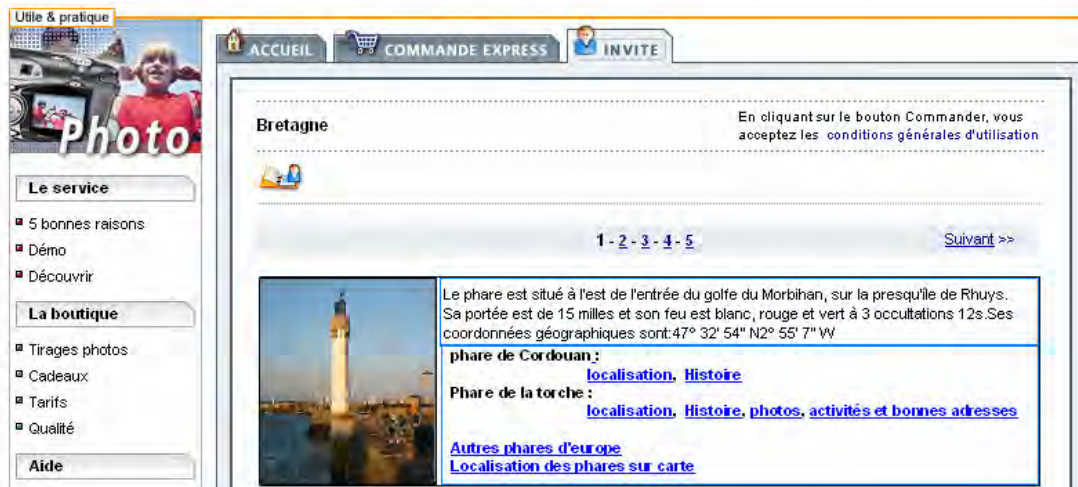 Utile & pratique
Photo
ACCUEIL
COMMANDE EXPRESS
INVITE
Bretagne
En cliquant sur le bouton Commander, vous
acceptez les conditions générales d'utilisation
Le service
5 bonnes raisons
Démo
Découvrir
La boutique
Tirages photos
Cadeaux
Tarifs
Qualité
Aide
1 - 2 - 3 - 4 - 5
Suivant >>
Le phare est situé à l'est de l'entrée du golfe du Morbihan, sur la presqu'île de Rhuys.
Sa portée est de 15 milles et son feu est blanc, rouge et vert à 3 occultations 12s.Ses
coordonnées géographiques sont:47° 32' 54" N2° 55' 7" W
phare de Cordouan :
localisation, Histoire
Phare de la torche :
localisation, Histoire, photos, activités et bonnes adresses
Autres phares d'europe
Localisation des phares sur carte